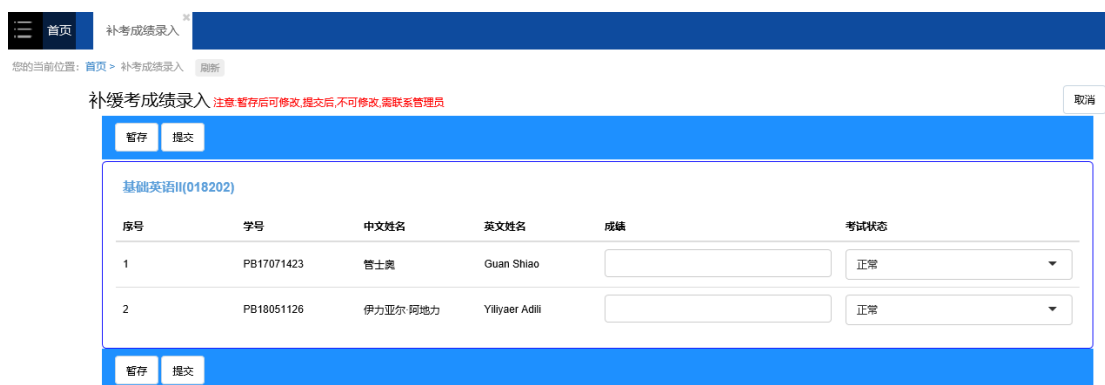 首页 补考成绩录入
您的当前位置: 首页 > 补考成绩录入 刷新
补缓考成绩录入 注意:暂存后可修改,提交后,不可修改,需联系管理员 取消
暂存 提交
基础英语II(018202)
序号 学号 中文姓名 英文姓名 成绩 考试状态
1 PB17071423 管士奥 Guan Shiao 正常
2 PB18051126 伊力亚尔·阿地力 Yiliyaer Adili 正常
暂存 提交